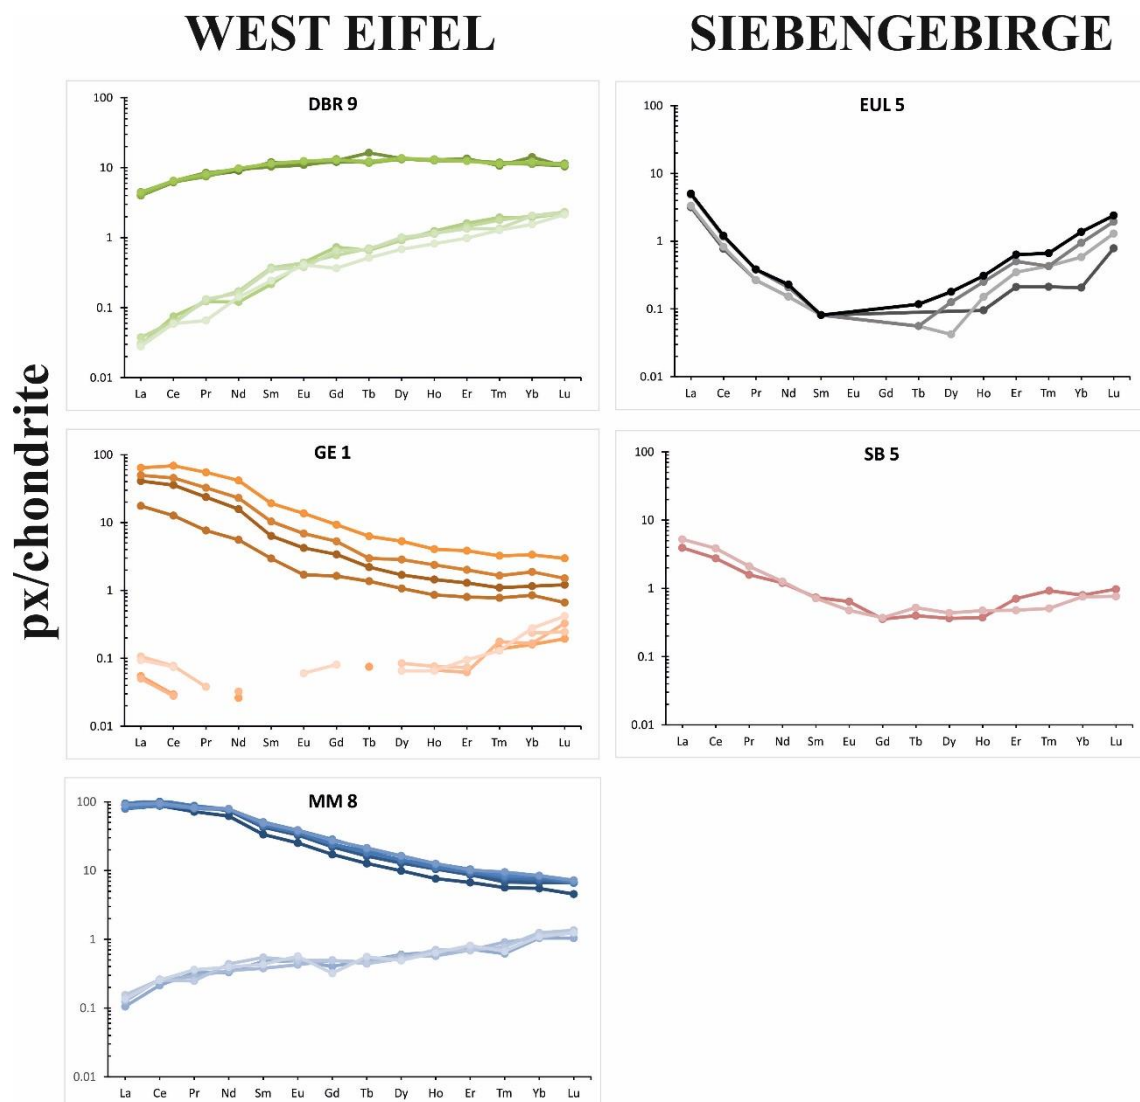 WEST EIFEL
SIEBENGEBIRGE
px/chondrite
DBR 9
100
10
1
0.1
0.01
La Ce Pr Nd Sm Eu Gd Tb Dy Ho Er Tm Yb Lu
EUL 5
100
10
1
0.1
0.01
La Ce Pr Nd Sm Eu Gd Tb Dy Ho Er Tm Yb Lu
GE 1
100
10
1
0.1
0.01
La Ce Pr Nd Sm Eu Gd Tb Dy Ho Er Tm Yb Lu
SB 5
100
10
1
0.1
0.01
La Ce Pr Nd Sm Eu Gd Tb Dy Ho Er Tm Yb Lu
MM 8
100
10
1
0.1
0.01
La Ce Pr Nd Sm Eu Gd Tb Dy Ho Er Tm Yb Lu